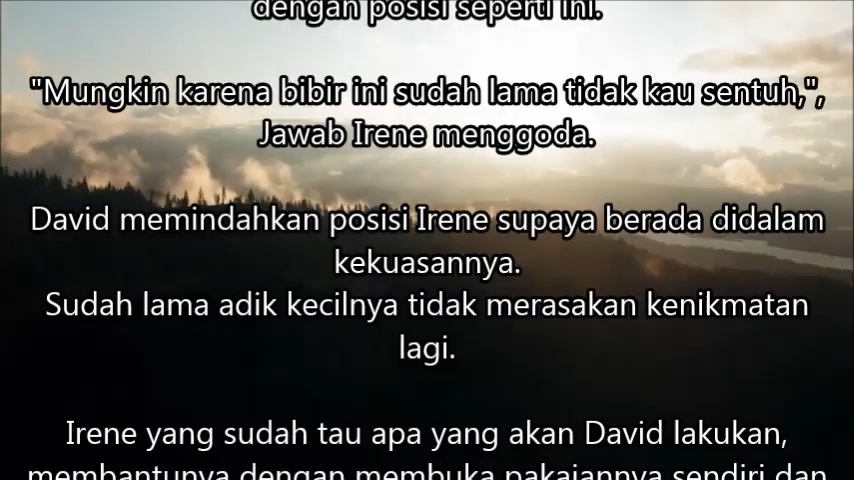 dengan posisi seperti ini.
"Mungkin karena bibir ini sudah lama tidak kau sentuh,",
Jawab Irene menggoda.
David memindahkan posisi Irene supaya berada didalam
kekuasannya.
Sudah lama adik kecilnya tidak merasakan kenikmatan
lagi.
Irene yang sudah tau apa yang akan David lakukan,
membantunya dengan membuka pakaiannya sendiri dan